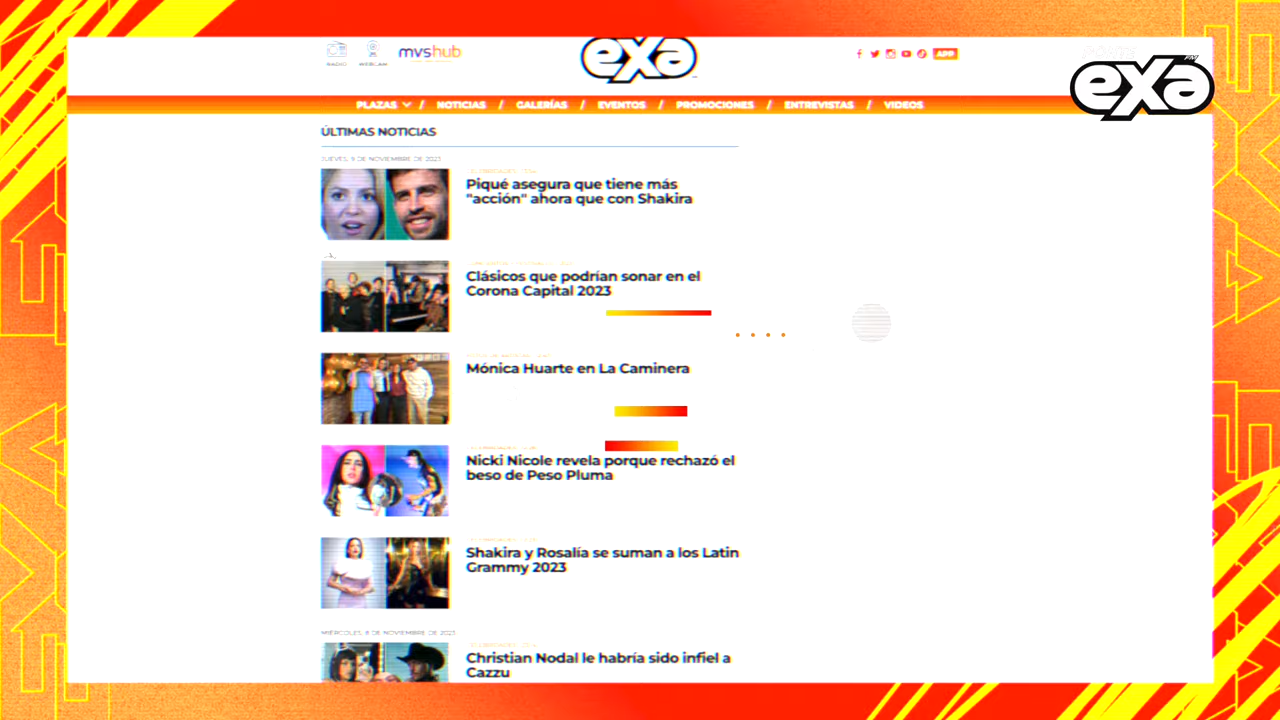 mvshub
RADIO
WEBCAM
exa
APP
exa
FM
PLAZAS / NOTICIAS / GALERÍAS / EVENTOS / PROMOCIONES / ENTREVISTAS / VIDEOS
ÚLTIMAS NOTICIAS
JUEVES, 9 DE NOVIEMBRE DE 2023
Piqué asegura que tiene más
"acción" ahora que con Shakira
Clásicos que podrían sonar en el
Corona Capital 2023
Mónica Huarte en La Caminera
Nicki Nicole revela porque rechazó el
beso de Peso Pluma
Shakira y Rosalía se suman a los Latin
Grammy 2023
MIÉRCOLES, 8 DE NOVIEMBRE DE 2023
Christian Nodal le habría sido infiel a
Cazzu